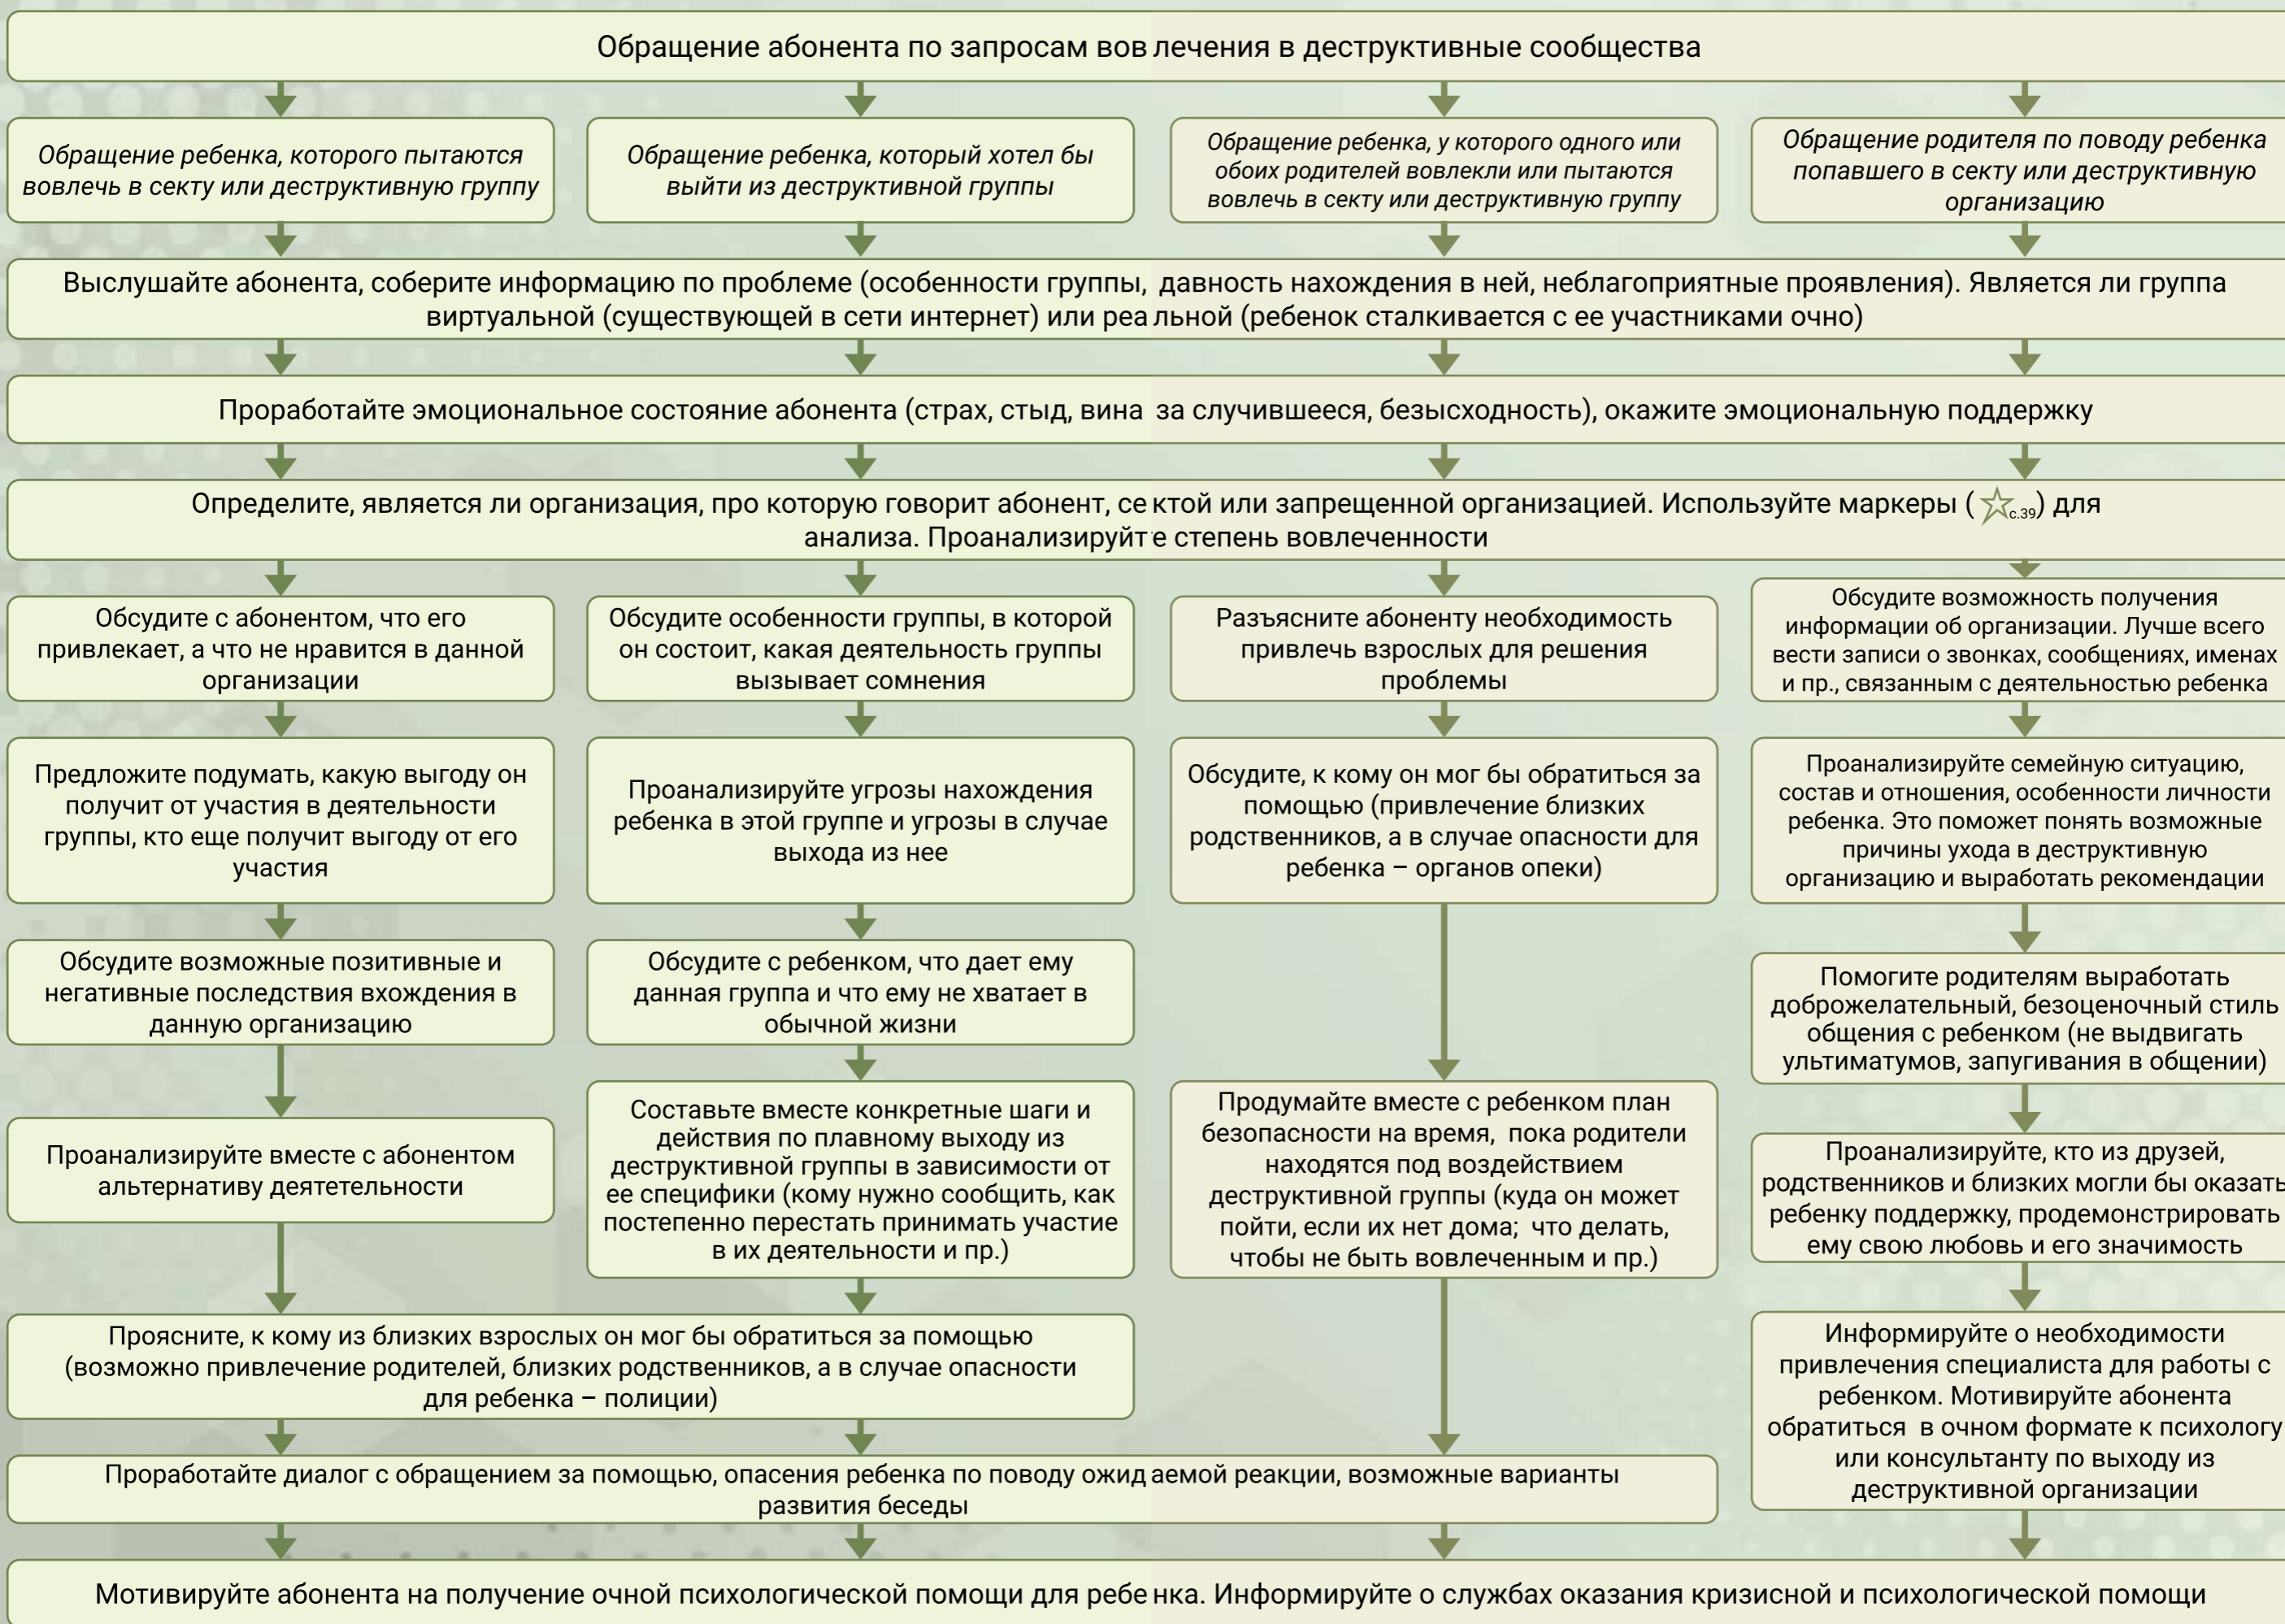 Обращение абонента по запросам вовлечения в деструктивные сообщества
Обращение ребенка, которого пытаются
вовлечь в секту или деструктивную группу
Обращение ребенка, который хотел бы
выйти из деструктивной группы
Обращение ребенка, у которого одного или
обоих родителей вовлекли или пытаются
вовлечь в секту или деструктивную группу
Обращение родителя по поводу ребенка
попавшего в секту или деструктивную
организацию
Выслушайте абонента, соберите информацию по проблеме (особенности группы, давность нахождения в ней, неблагоприятные проявления). Является ли группа
виртуальной (существующей в сети интернет) или реальной (ребенок сталкивается с ее участниками очно)
Проработайте эмоциональное состояние абонента (страх, стыд, вина за случившееся, безысходность), окажите эмоциональную поддержку
Определите, является ли организация, про которую говорит абонент, сектой или запрещенной организацией. Используйте маркеры ( с.39) для
анализа. Проанализируйте степень вовлеченности
Обсудите с абонентом, что его
привлекает, а что не нравится в данной
организации
Обсудите особенности группы, в которой
он состоит, какая деятельность группы
вызывает сомнения
Разъясните абоненту необходимость
привлечь взрослых для решения
проблемы
Обсудите возможность получения
информации об организации. Лучше всего
вести записи о звонках, сообщениях, именах
и пр., связанным с деятельностью ребенка
Предложите подумать, какую выгоду он
получит от участия в деятельности
группы, кто еще получит выгоду от его
участия
Проанализируйте угрозы нахождения
ребенка в этой группе и угрозы в случае
выхода из нее
Обсудите, к кому он мог бы обратиться за
помощью (привлечение близких
родственников, а в случае опасности для
ребенка – органов опеки)
Проанализируйте семейную ситуацию,
состав и отношения, особенности личности
ребенка. Это поможет понять возможные
причины ухода в деструктивную
организацию и выработать рекомендации
Обсудите возможные позитивные и
негативные последствия вхождения в
данную организацию
Обсудите с ребенком, что дает ему
данная группа и что ему не хватает в
обычной жизни
Помогите родителям выработать
доброжелательный, безоценочный стиль
общения с ребенком (не выдвигать
ультиматумов, запугивания в общении)
Проанализируйте вместе с абонентом
альтернативу деятетельности
Составьте вместе конкретные шаги и
действия по плавному выходу из
деструктивной группы в зависимости от
ее специфики (кому нужно сообщить, как
постепенно перестать принимать участие
в их деятельности и пр.)
Продумайте вместе с ребенком план
безопасности на время, пока родители
находятся под воздействием
деструктивной группы (куда он может
пойти, если их нет дома; что делать,
чтобы не быть вовлеченным и пр.)
Проанализируйте, кто из друзей,
родственников и близких могли бы оказать
ребенку поддержку, продемонстрировать
ему свою любовь и его значимость
Проясните, к кому из близких взрослых он мог бы обратиться за помощью
(возможно привлечение родителей, близких родственников, а в случае опасности
для ребенка – полиции)
Информируйте о необходимости
привлечения специалиста для работы с
ребенком. Мотивируйте абонента
обратиться в очном формате к психологу
или консультанту по выходу из
деструктивной организации
Проработайте диалог с обращением за помощью, опасения ребенка по поводу ожидаемой реакции, возможные варианты
развития беседы
Мотивируйте абонента на получение очной психологической помощи для ребенка. Информируйте о службах оказания кризисной и психологической помощи